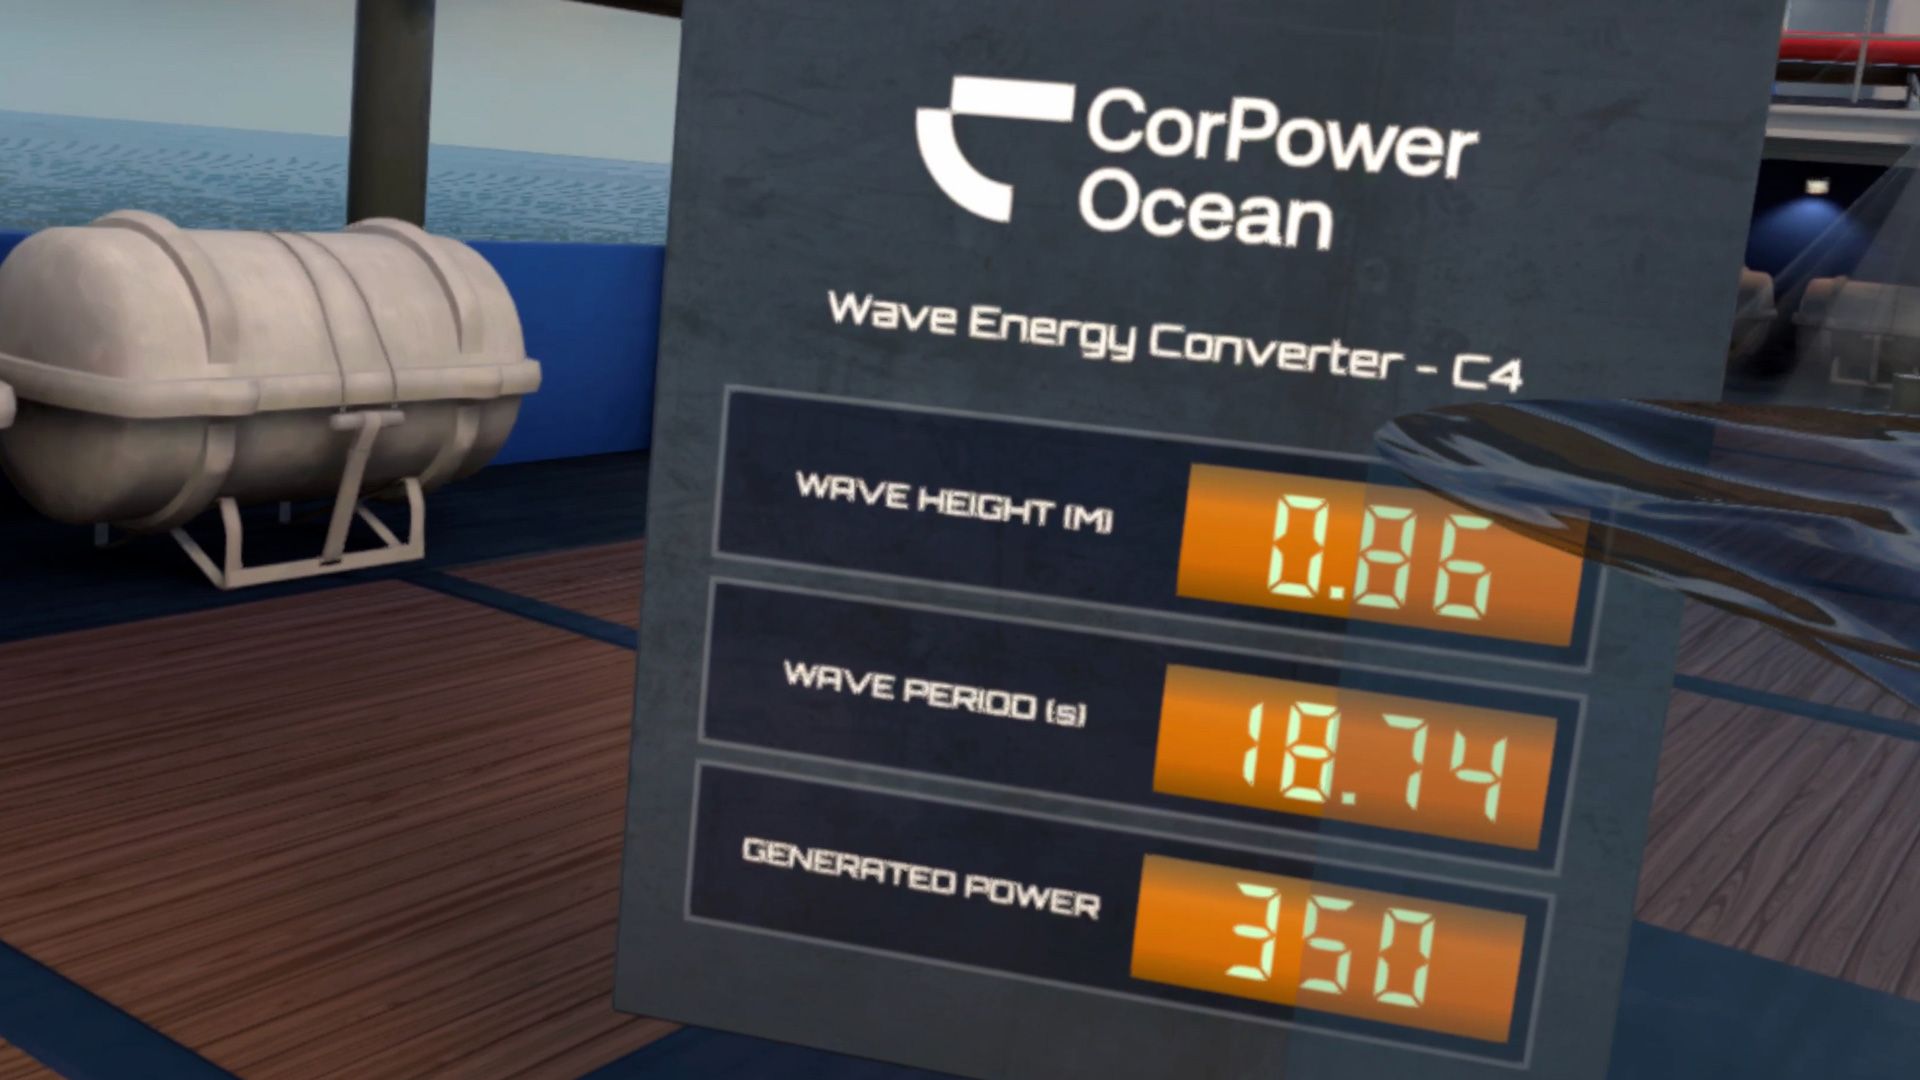 CorPower
Ocean
Wave Energy Converter - C4
WAVE HEIGHT (M)
0.86
WAVE PERIOD (s)
18.74
GENERATED POWER
350